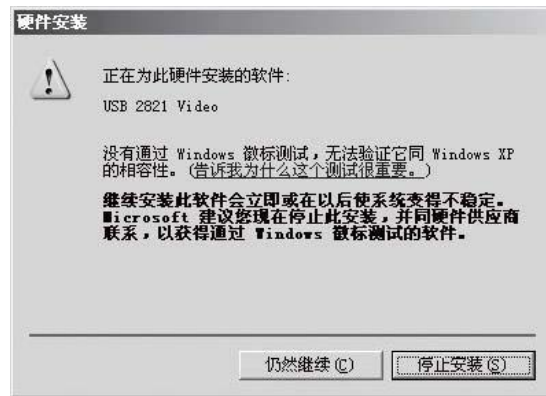 硬件安装
正在为此硬件安装的软件:
USB 2821 Video
没有通过 Windows 徽标测试，无法验证它同 Windows XP
的相容性。(告诉我为什么这个测试很重要。)
继续安装此软件会立即或在以后使系统变得不稳定。
Microsoft 建议您现在停止此安装，并同硬件供应商
联系，以获得通过 Windows 徽标测试的软件。
仍然继续(C) 停止安装(S)